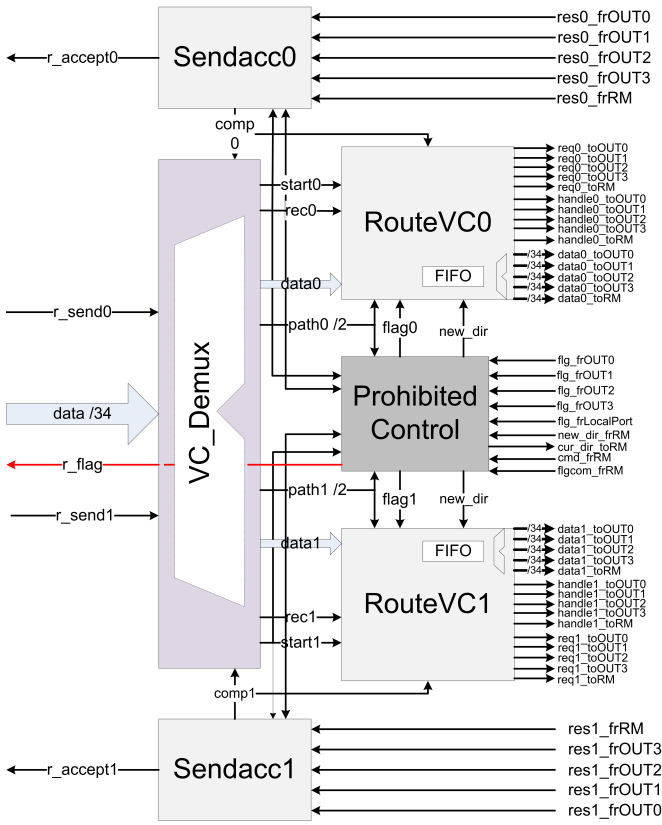 Sendacc0
r_accept0
res0_frOUT0
res0_frOUT1
res0_frOUT2
res0_frOUT3
res0_frRM
comp
0
VC_Demux
r_send0
data /34
r_flag
r_send1
start0
rec0
data0
path0 /2
flag0
new_dir
RouteVC0
FIFO
req0_toOUT0
req0_toOUT1
req0_toOUT2
req0_toOUT3
req0_toRM
handle0_toOUT0
handle0_toOUT1
handle0_toOUT2
handle0_toOUT3
handle0_toRM
/34 data0_toOUT0
/34 data0_toOUT1
/34 data0_toOUT2
/34 data0_toOUT3
/34 data0_toRM
Prohibited
Control
flg_frOUT0
flg_frOUT1
flg_frOUT2
flg_frOUT3
flg_frLocalPort
new_dir_frRM
cur_dir_toRM
cmd_frRM
flgcom_frRM
path1 /2
flag1
new_dir
data1
rec1
start1
comp1
RouteVC1
FIFO
/34 data1_toOUT0
/34 data1_toOUT1
/34 data1_toOUT2
/34 data1_toOUT3
/34 data1_toRM
handle1_toOUT0
handle1_toOUT1
handle1_toOUT2
handle1_toOUT3
handle1_toRM
req1_toOUT0
req1_toOUT1
req1_toOUT2
req1_toOUT3
req1_toRM
Sendacc1
r_accept1
res1_frRM
res1_frOUT3
res1_frOUT2
res1_frOUT1
res1_frOUT0